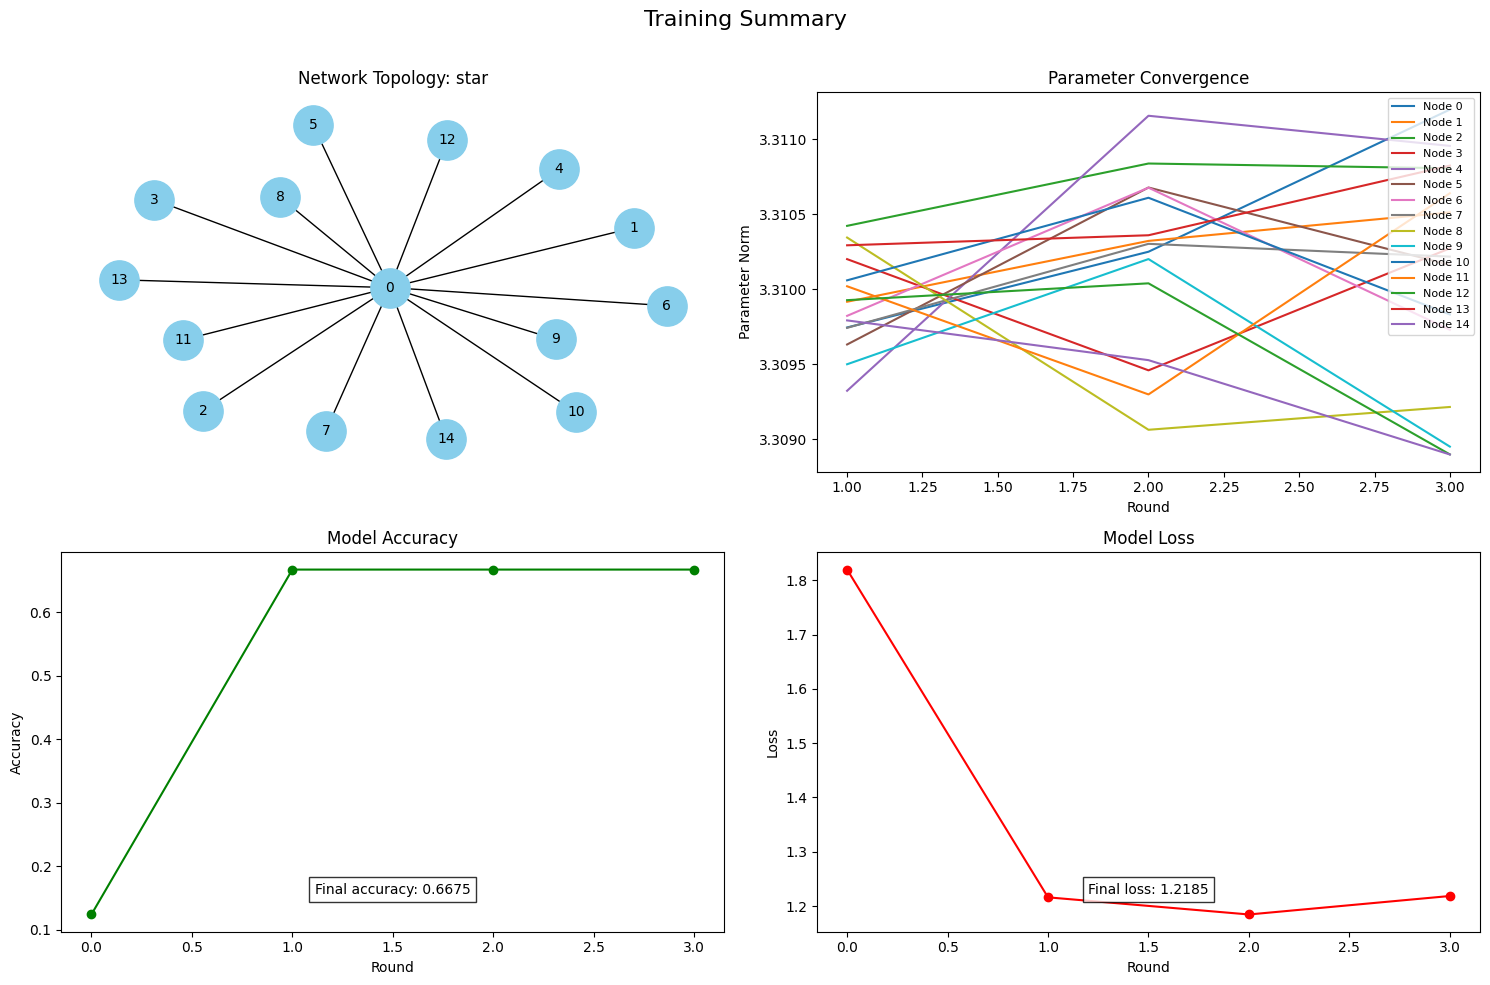 Training Summary
Network Topology: star
5
12
4
3
8
1
13
0
6
11
9
2
7
14
10
Parameter Convergence
Parameter Norm
3.3110
3.3105
3.3100
3.3095
3.3090
Node 0
Node 1
Node 2
Node 3
Node 4
Node 5
Node 6
Node 7
Node 8
Node 9
Node 10
Node 11
Node 12
Node 13
Node 14
1.00 1.25 1.50 1.75 2.00 2.25 2.50 2.75 3.00
Round
Model Accuracy
Accuracy
0.6
0.5
0.4
0.3
0.2
0.1
Final accuracy: 0.6675
0.0 0.5 1.0 1.5 2.0 2.5 3.0
Round
Model Loss
Loss
1.8
1.7
1.6
1.5
1.4
1.3
1.2
Final loss: 1.2185
0.0 0.5 1.0 1.5 2.0 2.5 3.0
Round